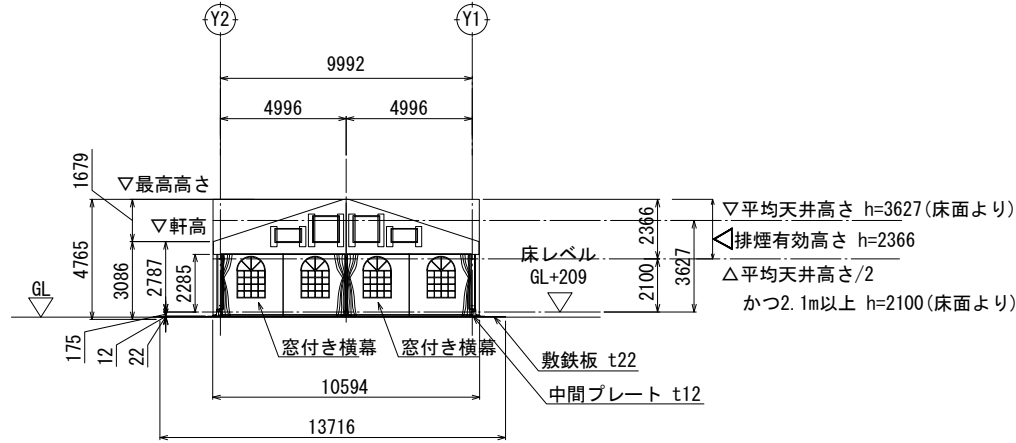 Y2
Y1
9992
4996
4996
1679
▽最高高さ
▽軒高
4765
3086
2787
2285
GL
175
12
22
窓付き横幕
窓付き横幕
床レベル
GL+209
2366
2100
3627
▽平均天井高さ h=3627(床面より)
排煙有効高さ h=2366
△平均天井高さ/2
かつ2.1m以上 h=2100(床面より)
敷鉄板 t22
中間プレート t12
10594
13716